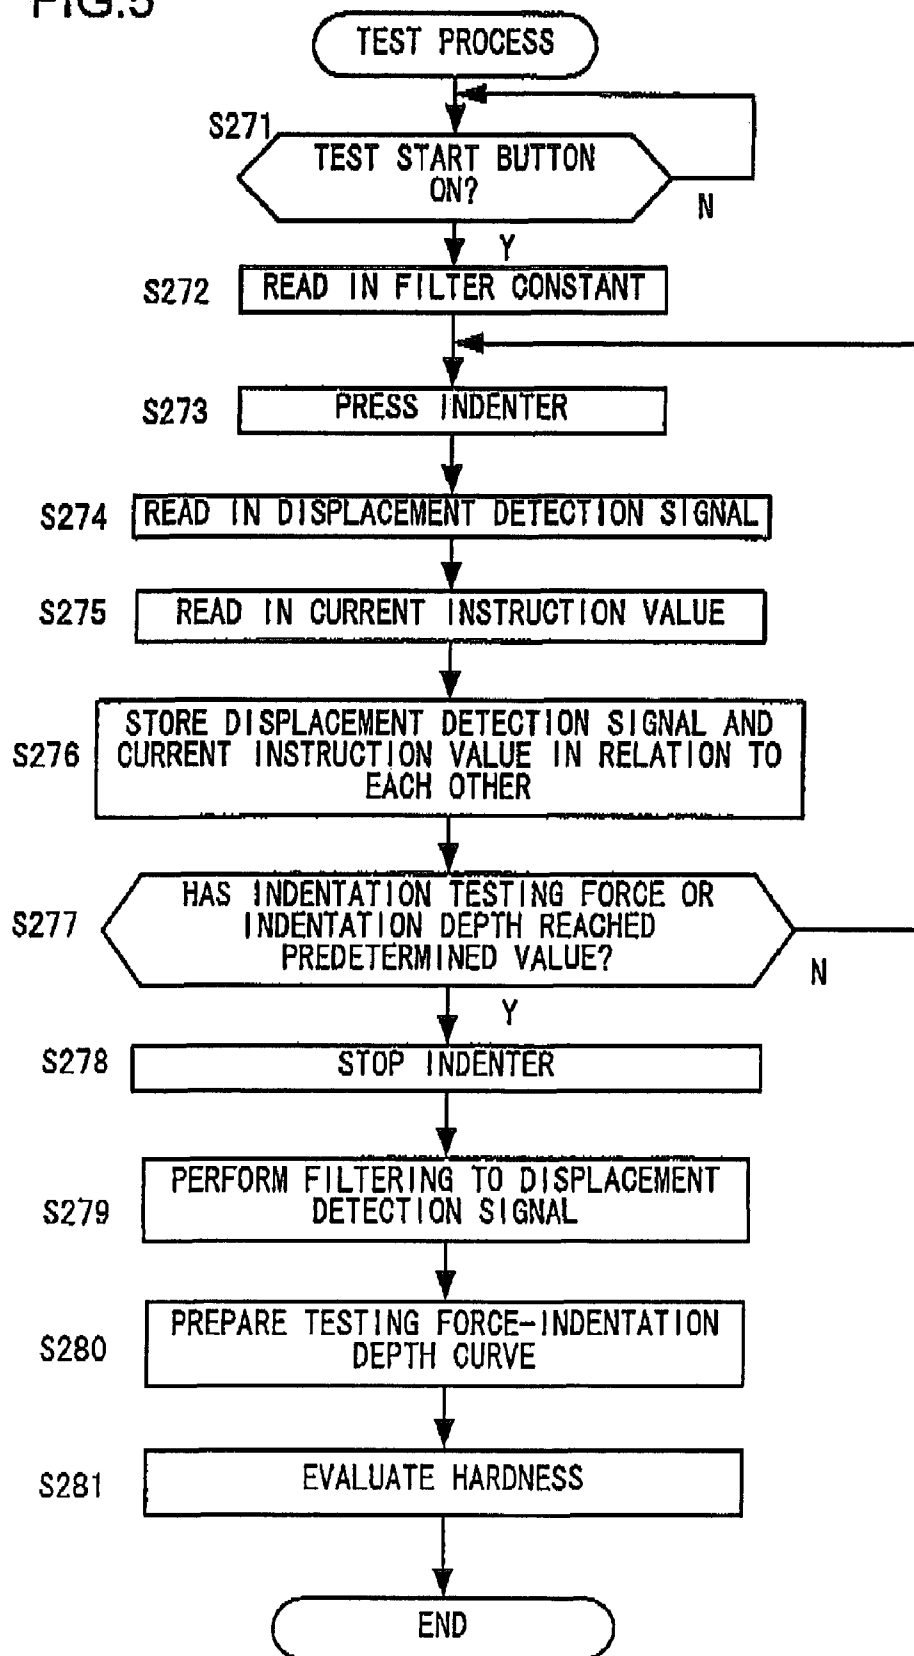 FIG.5
TEST PROCESS
S271
TEST START BUTTON
ON?
N
Y
S272
READ IN FILTER CONSTANT
S273
PRESS INDENTER
S274
READ IN DISPLACEMENT DETECTION SIGNAL
S275
READ IN CURRENT INSTRUCTION VALUE
S276
STORE DISPLACEMENT DETECTION SIGNAL AND
CURRENT INSTRUCTION VALUE IN RELATION TO
EACH OTHER
S277
HAS INDENTATION TESTING FORCE OR
INDENTATION DEPTH REACHED
PREDETERMINED VALUE?
N
Y
S278
STOP INDENTER
S279
PERFORM FILTERING TO DISPLACEMENT
DETECTION SIGNAL
S280
PREPARE TESTING FORCE-INDENTATION
DEPTH CURVE
S281
EVALUATE HARDNESS
END